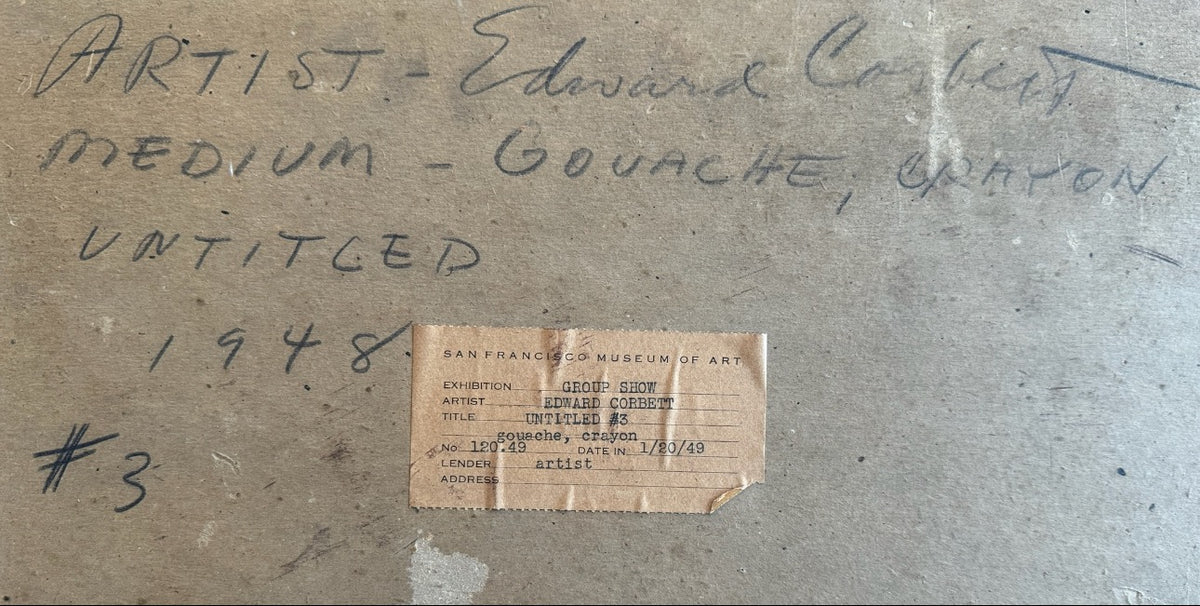 ARTIST - Edward Corbett
MEDIUM - GOUACHE, CRAYON
UNTITLED
1948
#3
SAN FRANCISCO MUSEUM OF ART
EXHIBITION GROUP SHOW
ARTIST EDWARD CORBETT
TITLE UNTITLED #3
gouache, crayon
No. 120.49 DATE IN 1/20/49
LENDER artist
ADDRESS